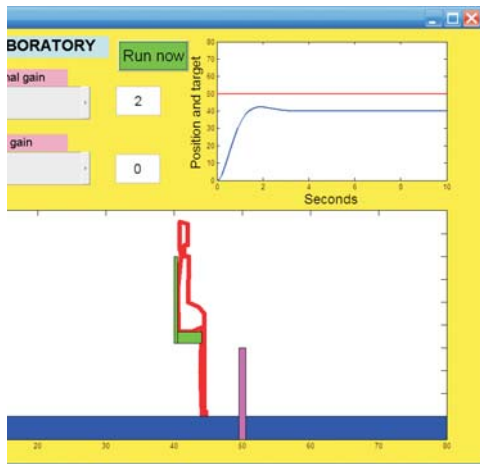 BORATORY
Run now
nal gain
2
gain
0
Position and target
80
70
60
50
40
30
20
10
0
0 2 4 6 8 10
Seconds
20 30 40 50 60 70 80